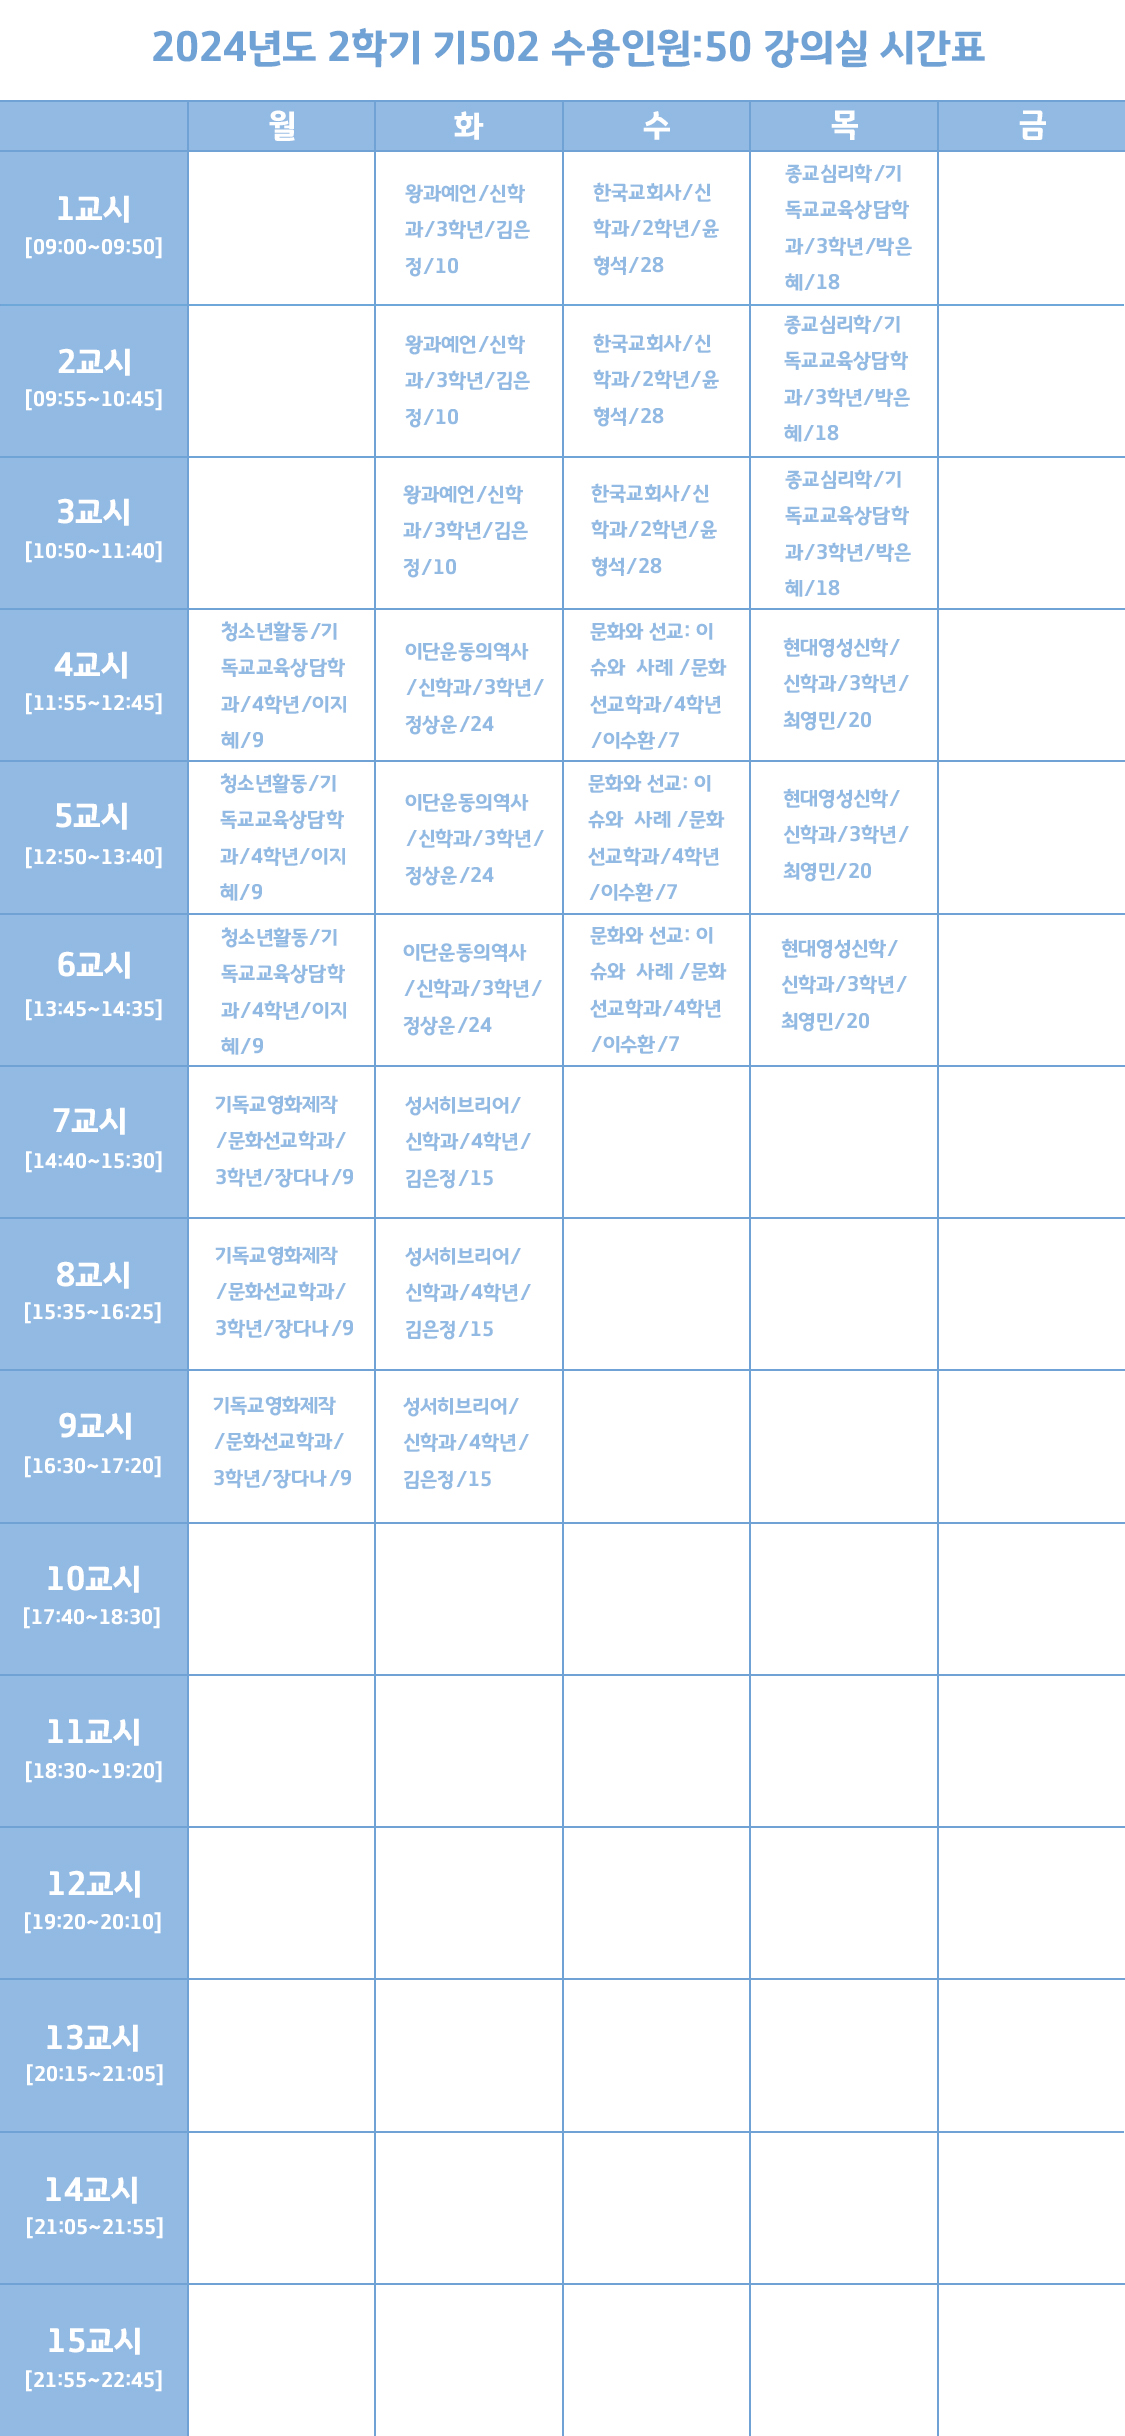 2024년도 2학기 기502 수용인원:50 강의실 시간표
월 화 수 목 금
1교시
[09:00~09:50]
왕과예언/신학
과/3학년/김은
정/10
한국교회사/신
학과/2학년/윤
형석/28
종교심리학/기
독교교육상담학
과/3학년/박은
혜/18
2교시
[09:55~10:45]
왕과예언/신학
과/3학년/김은
정/10
한국교회사/신
학과/2학년/윤
형석/28
종교심리학/기
독교교육상담학
과/3학년/박은
혜/18
3교시
[10:50~11:40]
왕과예언/신학
과/3학년/김은
정/10
한국교회사/신
학과/2학년/윤
형석/28
종교심리학/기
독교교육상담학
과/3학년/박은
혜/18
4교시
[11:55~12:45]
청소년활동/기
독교교육상담학
과/4학년/이지
혜/9
이단운동의역사
/신학과/3학년/
정상운/24
문화와 선교: 이
슈와 사례 /문화
선교학과/4학년
/이수환/7
현대영성신학/
신학과/3학년/
최영민/20
5교시
[12:50~13:40]
청소년활동/기
독교교육상담학
과/4학년/이지
혜/9
이단운동의역사
/신학과/3학년/
정상운/24
문화와 선교: 이
슈와 사례 /문화
선교학과/4학년
/이수환/7
현대영성신학/
신학과/3학년/
최영민/20
6교시
[13:45~14:35]
청소년활동/기
독교교육상담학
과/4학년/이지
혜/9
이단운동의역사
/신학과/3학년/
정상운/24
문화와 선교: 이
슈와 사례 /문화
선교학과/4학년
/이수환/7
현대영성신학/
신학과/3학년/
최영민/20
7교시
[14:40~15:30]
기독교영화제작
/문화선교학과/
3학년/장다나/9
성서히브리어/
신학과/4학년/
김은정/15
8교시
[15:35~16:25]
기독교영화제작
/문화선교학과/
3학년/장다나/9
성서히브리어/
신학과/4학년/
김은정/15
9교시
[16:30~17:20]
기독교영화제작
/문화선교학과/
3학년/장다나/9
성서히브리어/
신학과/4학년/
김은정/15
10교시
[17:40~18:30]
11교시
[18:30~19:20]
12교시
[19:20~20:10]
13교시
[20:15~21:05]
14교시
[21:05~21:55]
15교시
[21:55~22:45]